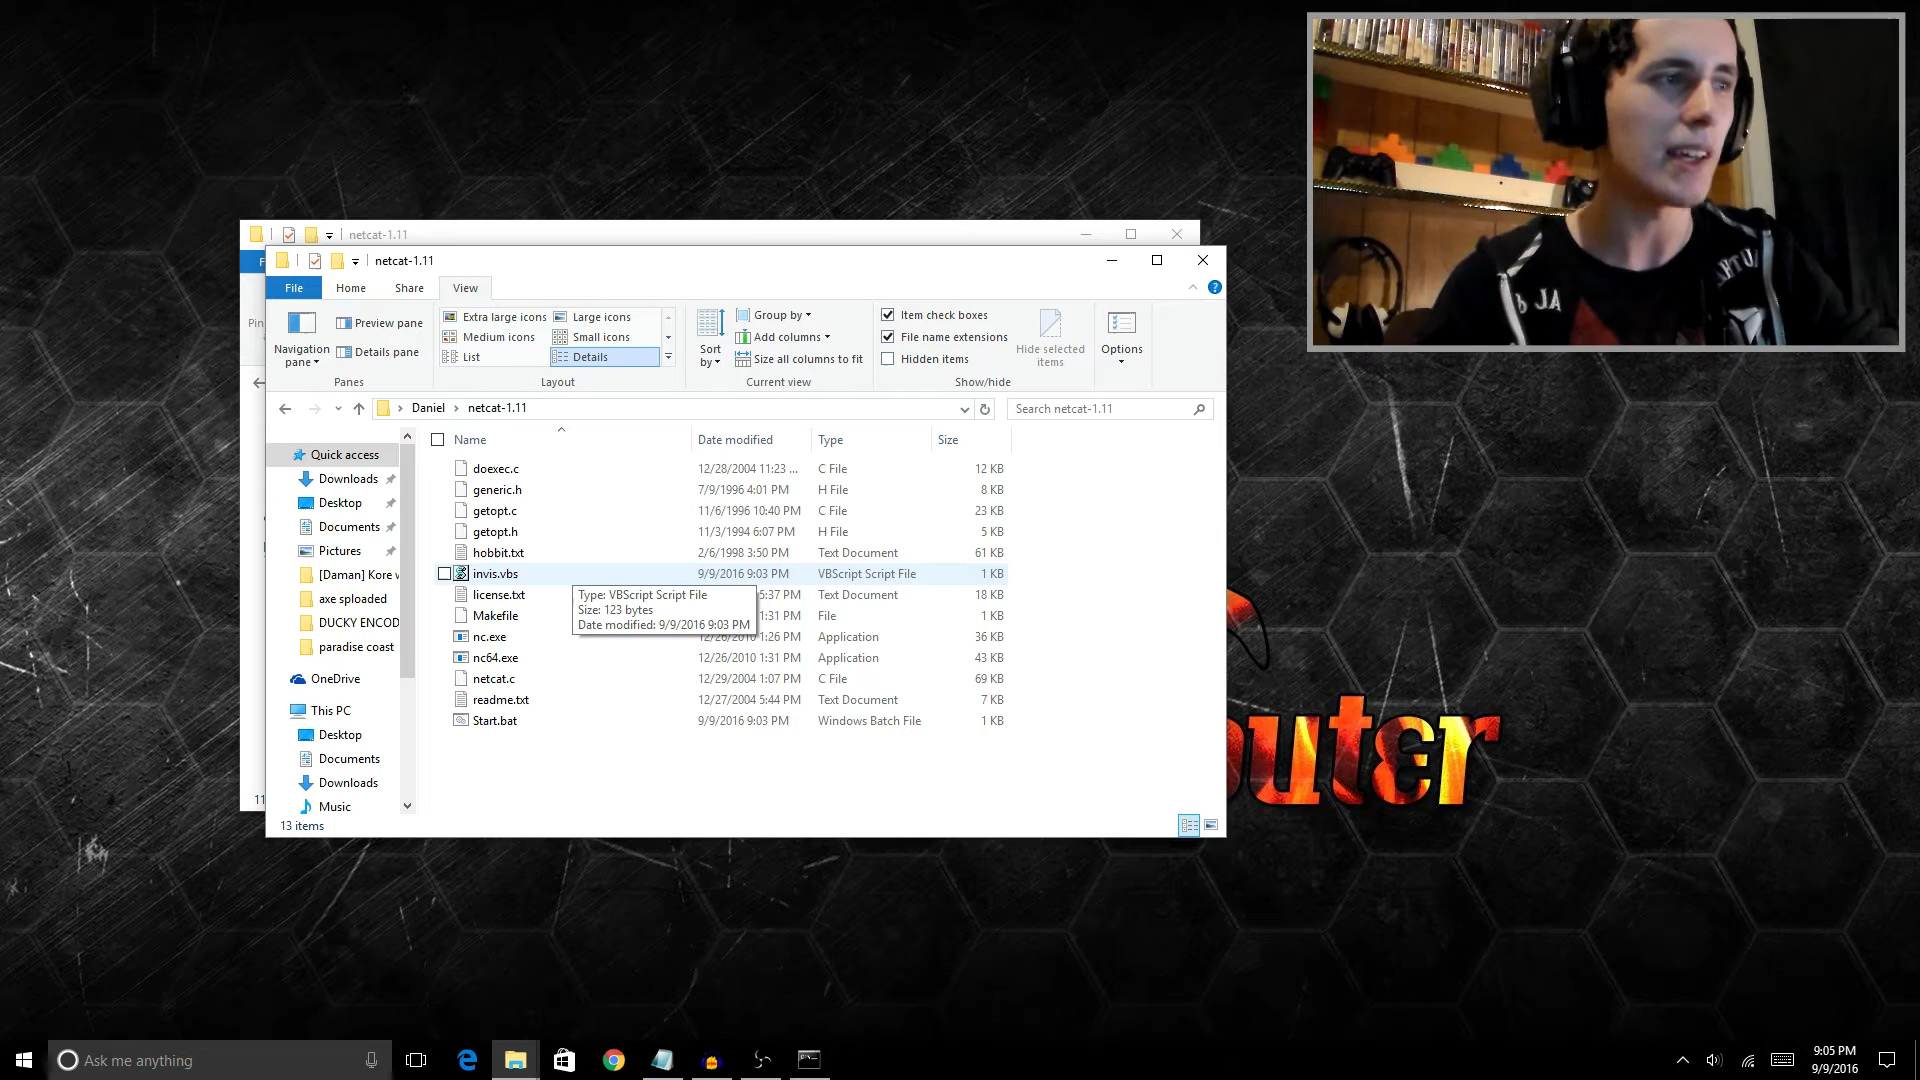 netcat-1.11
netcat-1.11
File
Home
Share
View
Extra large icons
Large icons
Medium icons
Small icons
List
Details
Navigation pane
Preview pane
Details pane
Panes
Layout
Sort by
Group by
Add columns
Size all columns to fit
Current view
Item check boxes
File name extensions
Hidden items
Hide selected items
Show/hide
Options
Pin
Daniel
netcat-1.11
Search netcat-1.11
Name Date modified Type Size
doexec.c 12/28/2004 11:23 ... C File 12 KB
generic.h 7/9/1996 4:01 PM H File 8 KB
getopt.c 11/6/1996 10:40 PM C File 23 KB
getopt.h 11/3/1994 6:07 PM H File 5 KB
hobbit.txt 2/6/1998 3:50 PM Text Document 61 KB
invis.vbs 9/9/2016 9:03 PM VBScript Script File 1 KB
license.txt 5:37 PM Text Document 18 KB
Makefile 1:31 PM File 1 KB
nc.exe 12/26/2010 1:26 PM Application 36 KB
nc64.exe 12/26/2010 1:31 PM Application 43 KB
netcat.c 12/29/2004 1:07 PM C File 69 KB
readme.txt 12/27/2004 5:44 PM Text Document 7 KB
Start.bat 9/9/2016 9:03 PM Windows Batch File 1 KB
Type: VBScript Script File
Size: 123 bytes
Date modified: 9/9/2016 9:03 PM
Quick access
Downloads
Desktop
Documents
Pictures
[Daman] Kore w
axe sploaded
DUCKY ENCOD
paradise coast
OneDrive
This PC
Desktop
Documents
Downloads
Music
13 items
11
outer
Ask me anything
9:05 PM
9/9/2016